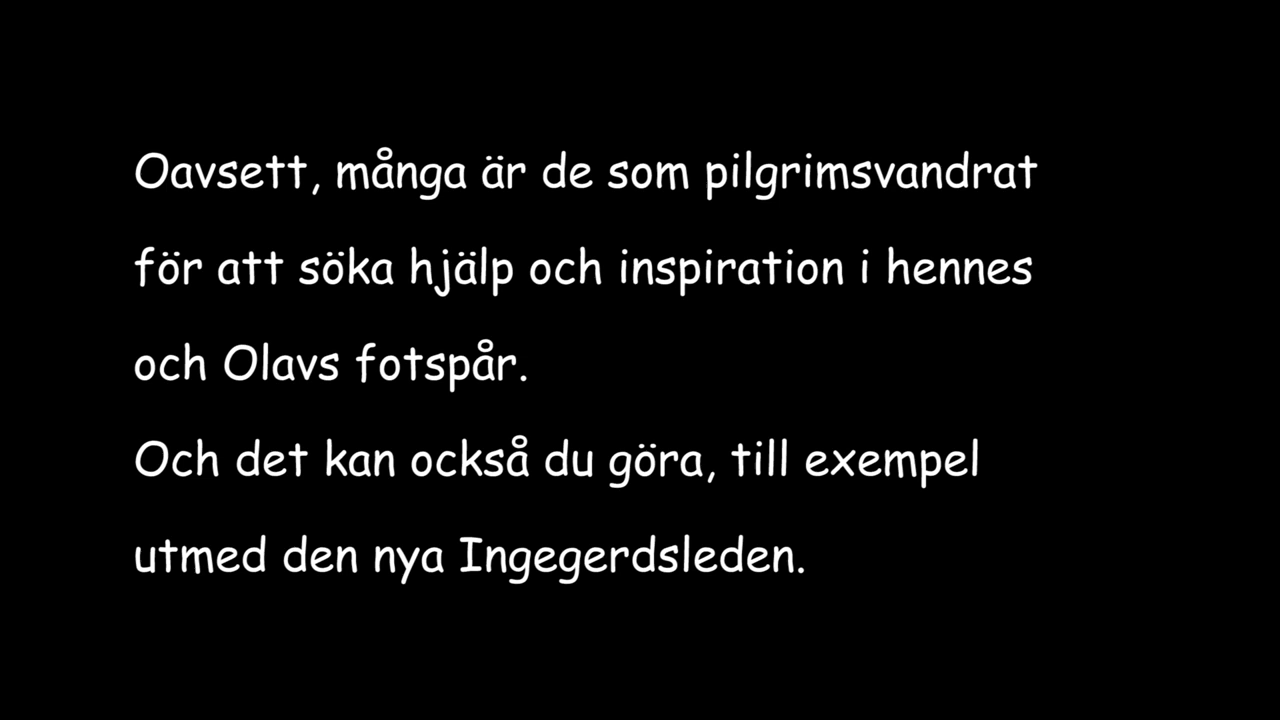 Oavsett, många är de som pilgrimsvandrat
för att söka hjälp och inspiration i hennes
och Olavs fotspår.
Och det kan också du göra, till exempel
utmed den nya Ingegerdsleden.